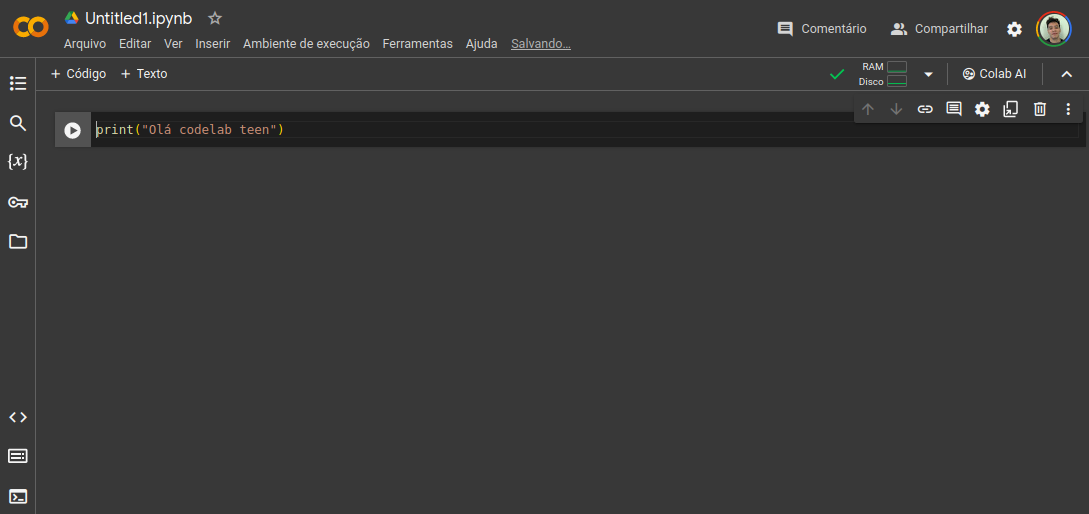 Untitled1.ipynb
Comentário Compartilhar
Arquivo Editar Ver Inserir Ambiente de execução Ferramentas Ajuda Salvando...
+ Código + Texto
RAM
Disco
Colab AI
{x}
print("Olá codelab teen")